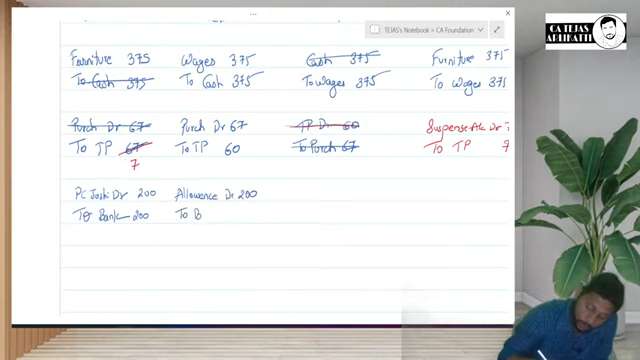 TEJAS's Notebook > CA Foundation
CA TEJAS
ARLIKATTI
Furniture 375 Wages 375 Cash 375 Furniture 375
To Cash 375 To Cash 375 To Wages 375 To Wages 375
Purch Dr 67 Purch Dr 67 TP Dr 60 Suspense A/c Dr 7
To TP 67 To TP 60 To Purch 67 To TP 7
7
PC Joshi Dr 200 Allowance Dr 200
To Bank 200 To B